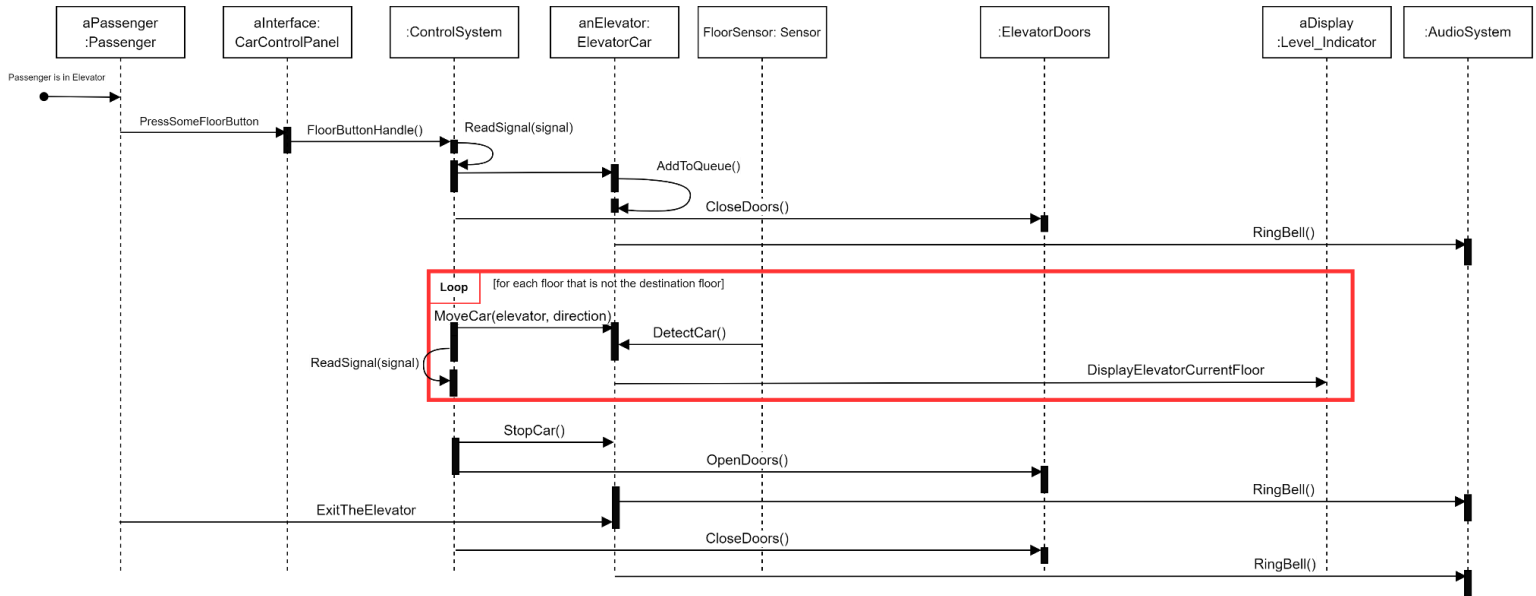 aPassenger
:Passenger
aInterface:
CarControlPanel
:ControlSystem
anElevator:
ElevatorCar
FloorSensor: Sensor
:ElevatorDoors
aDisplay
:Level_Indicator
:AudioSystem
Passenger is in Elevator
PressSomeFloorButton
FloorButtonHandle()
ReadSignal(signal)
AddToQueue()
CloseDoors()
RingBell()
Loop
[for each floor that is not the destination floor]
MoveCar(elevator, direction)
DetectCar()
ReadSignal(signal)
DisplayElevatorCurrentFloor
StopCar()
OpenDoors()
RingBell()
ExitTheElevator
CloseDoors()
RingBell()